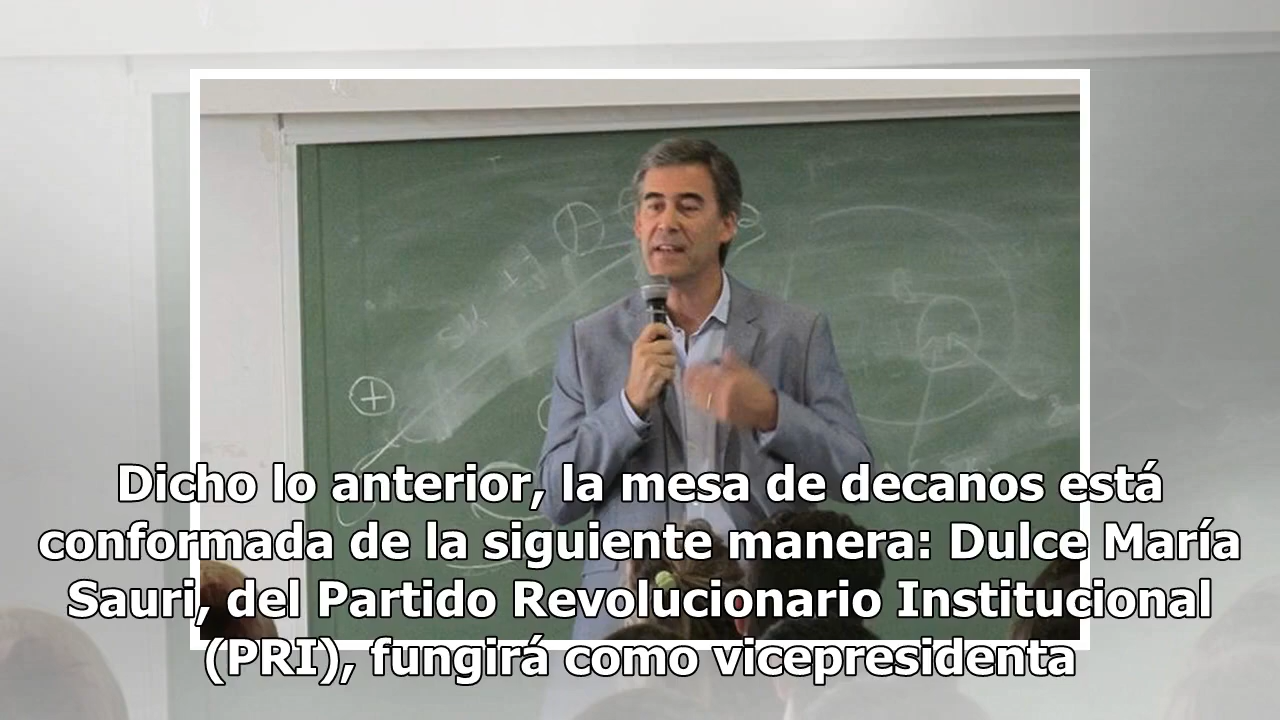 Dicho lo anterior, la mesa de decanos está
conformada de la siguiente manera: Dulce María
Sauri, del Partido Revolucionario Institucional
(PRI), fungirá como vicepresidenta